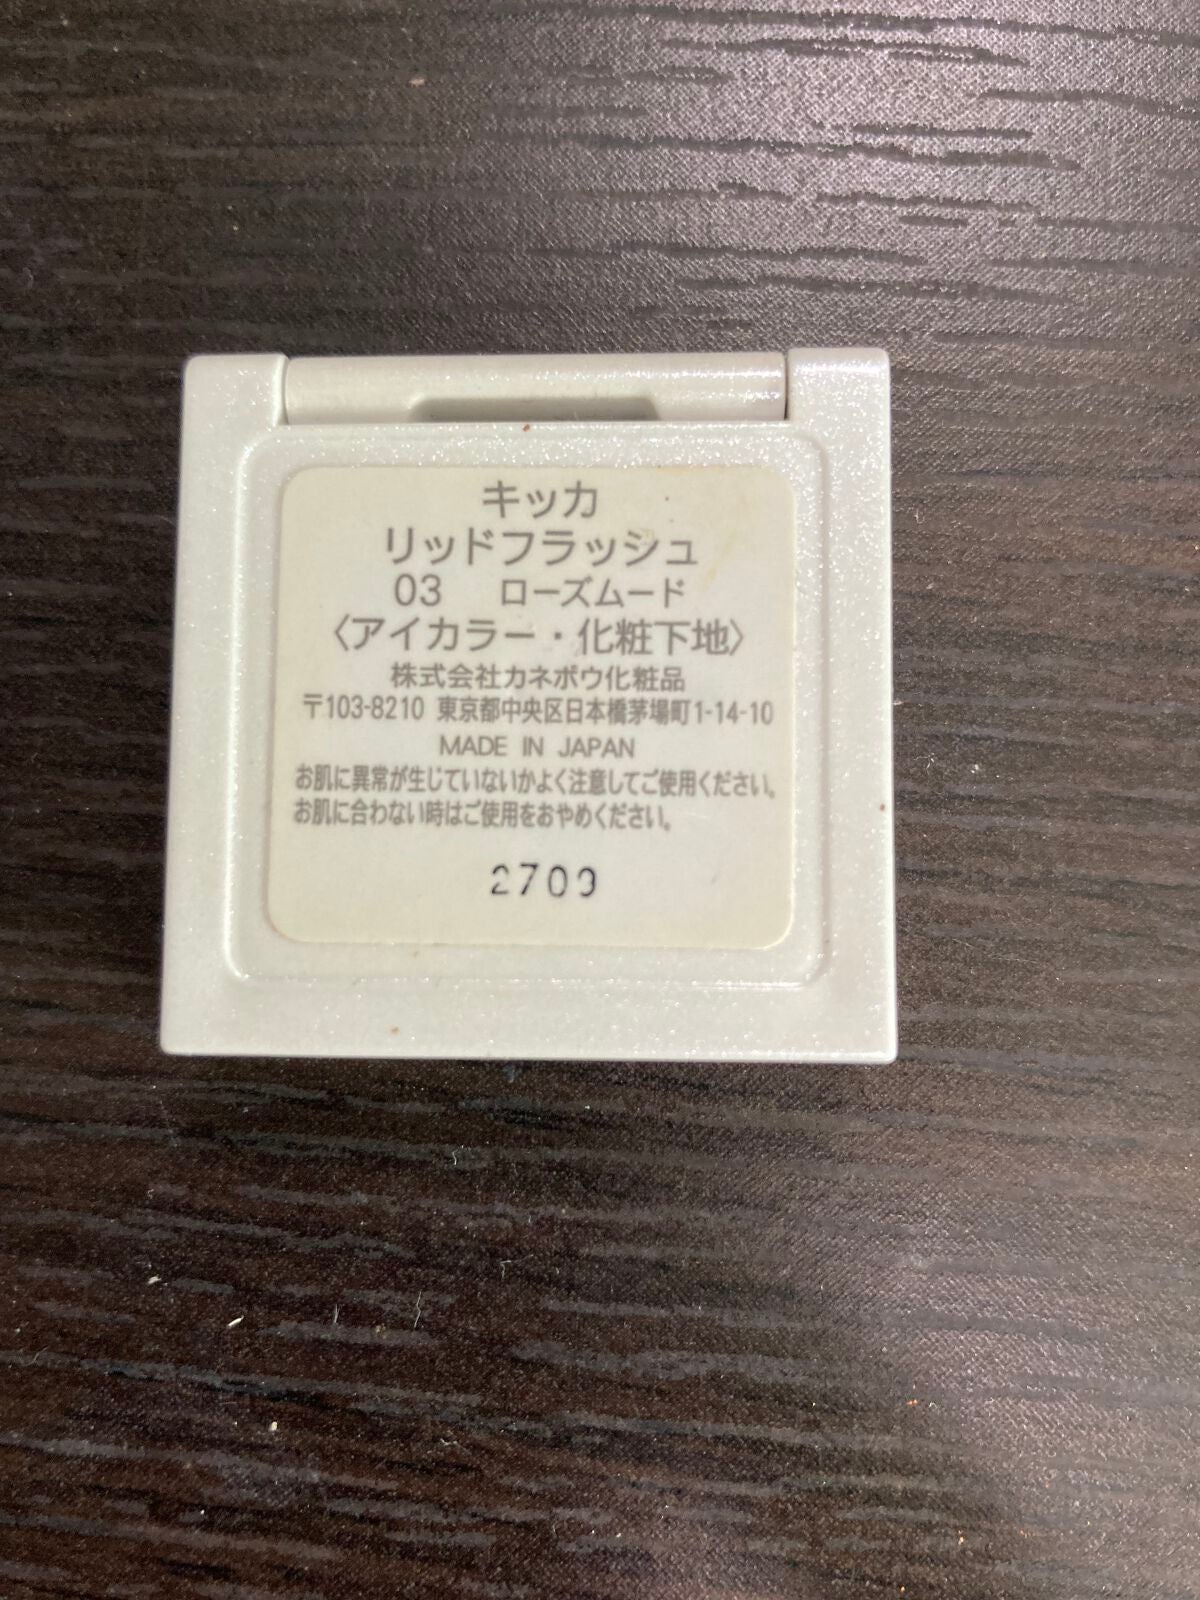 キッカ
リッドフラッシュ
03 ローズムード
〈アイカラー・化粧下地〉
株式会社カネボウ化粧品
〒103-8210 東京都中央区日本橋茅場町1-14-10
MADE IN JAPAN
お肌に異常が生じていないかよく注意してご使用ください。
お肌に合わない時はご使用をおやめください。
2709